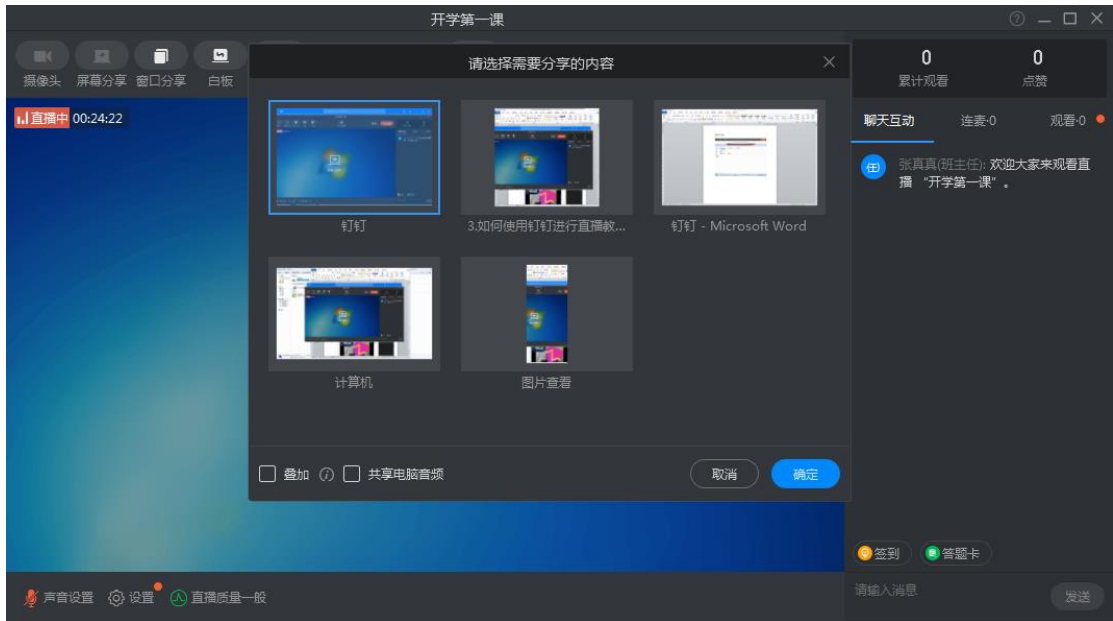 开学第一课
摄像头 屏幕分享 窗口分享 白板
请选择需要分享的内容
0 0
累计观看 点赞
直播中 00:24:22
聊天互动 连麦·0 观看·0
任 张真真(班主任): 欢迎大家来观看直
播 “开学第一课” 。
钉钉 3.如何使用钉钉进行直播教... 钉钉 - Microsoft Word
计算机 图片查看
叠加 共享电脑音频 取消 确定
签到 答题卡
声音设置 设置 直播质量一般
请输入消息
发送